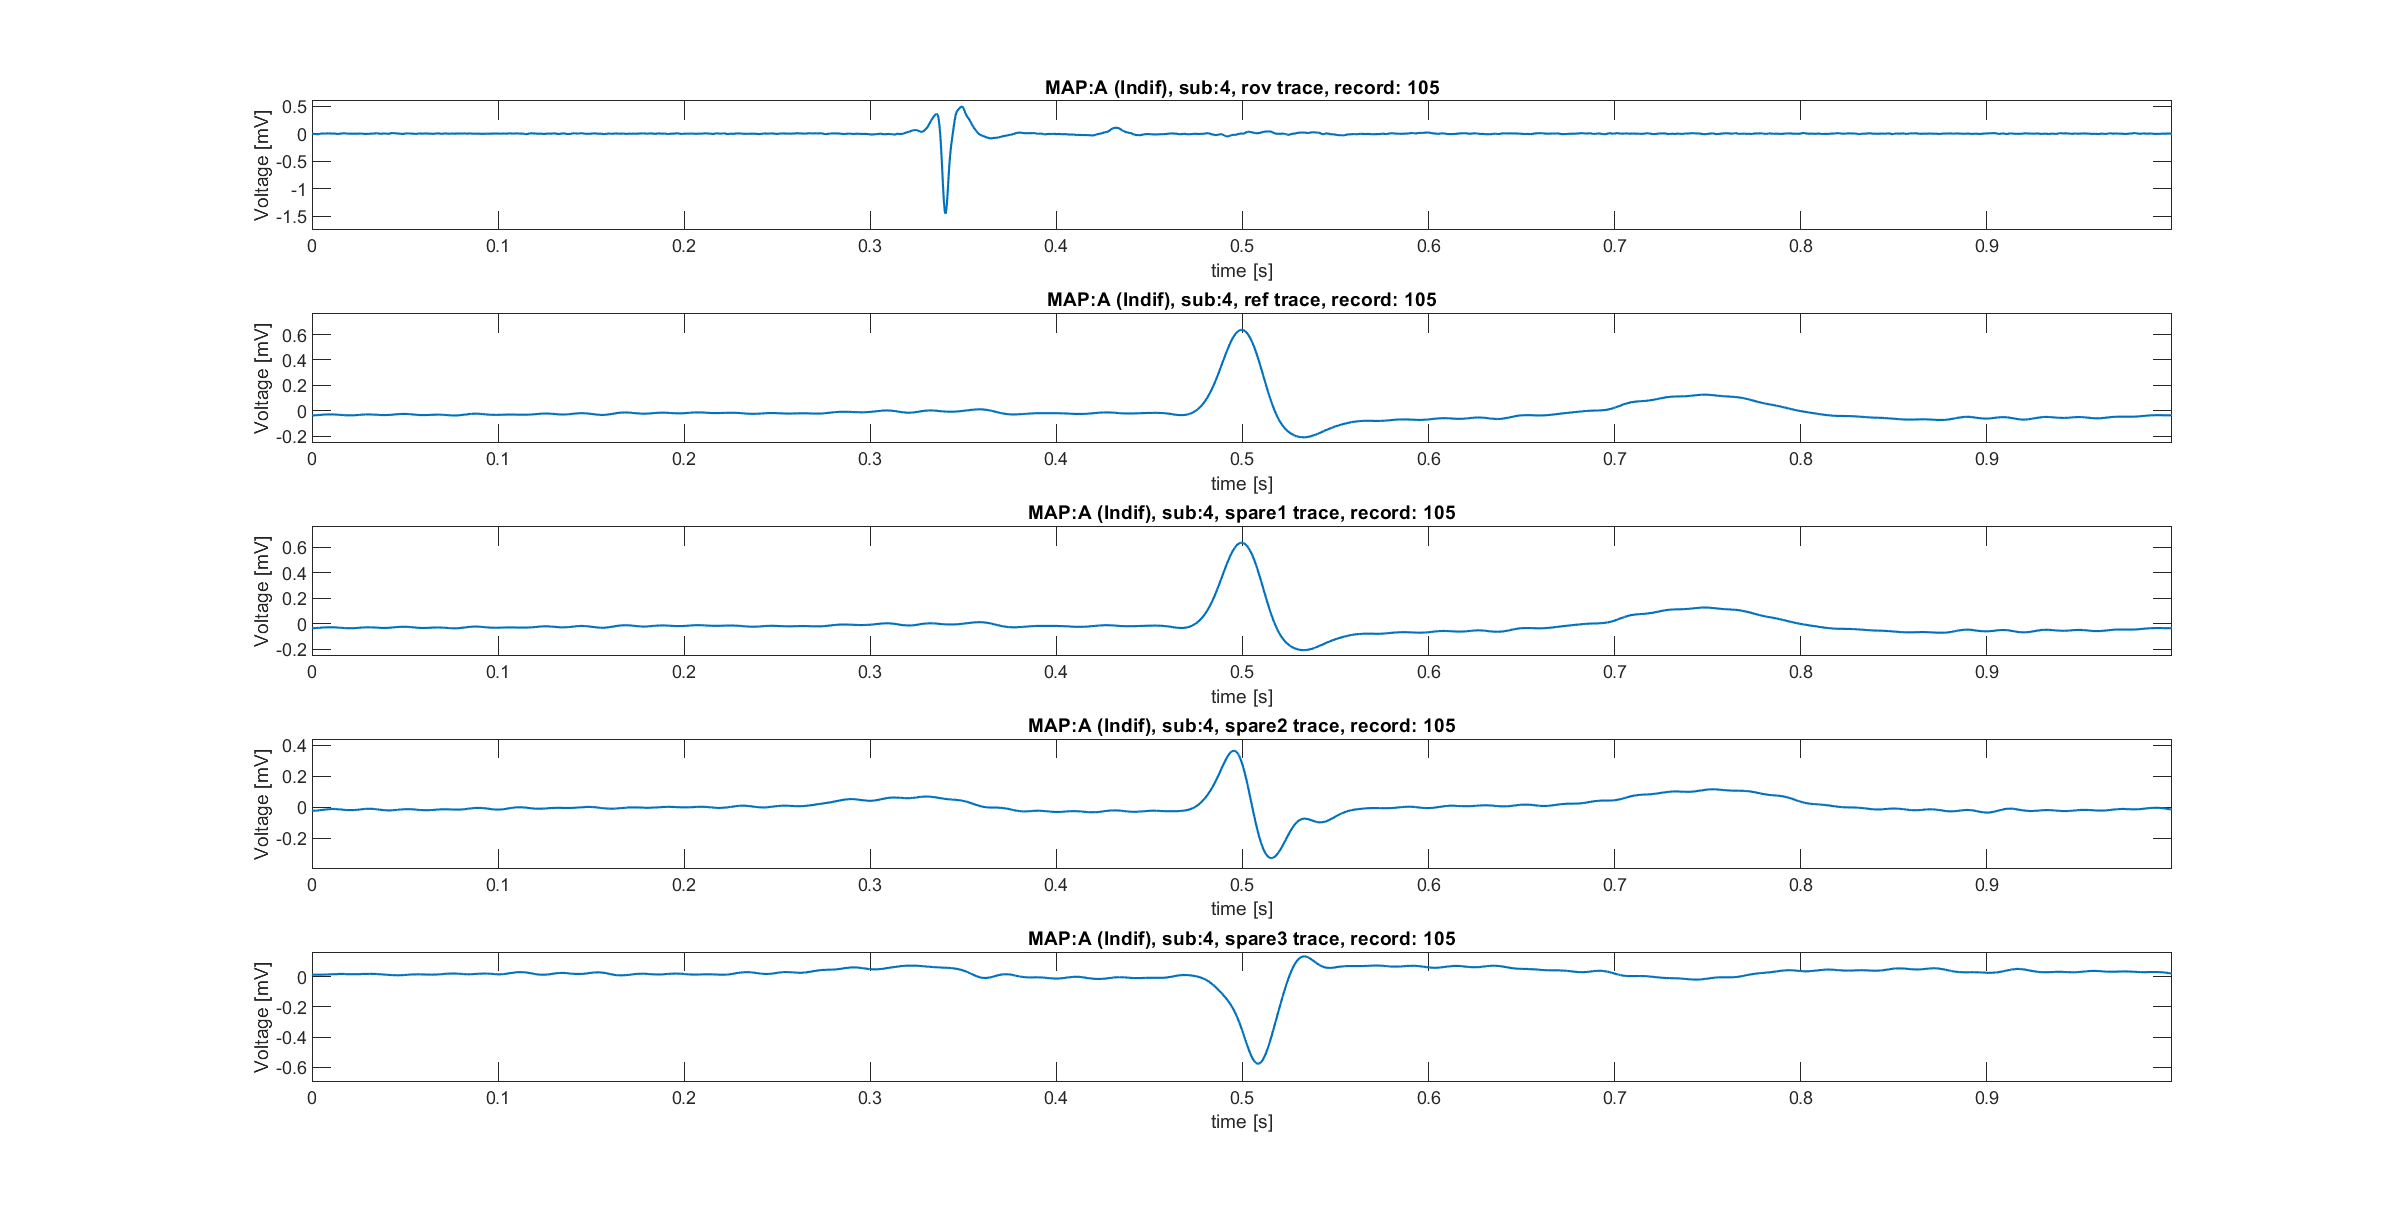 MAP:A (Indif), sub:4, rov trace, record: 105
Voltage [mV]
0.5
0
-0.5
-1
-1.5
0 0.1 0.2 0.3 0.4 0.5 0.6 0.7 0.8 0.9
time [s]
MAP:A (Indif), sub:4, ref trace, record: 105
Voltage [mV]
0.6
0.4
0.2
0
-0.2
0 0.1 0.2 0.3 0.4 0.5 0.6 0.7 0.8 0.9
time [s]
MAP:A (Indif), sub:4, spare1 trace, record: 105
Voltage [mV]
0.6
0.4
0.2
0
-0.2
0 0.1 0.2 0.3 0.4 0.5 0.6 0.7 0.8 0.9
time [s]
MAP:A (Indif), sub:4, spare2 trace, record: 105
Voltage [mV]
0.4
0.2
0
-0.2
0 0.1 0.2 0.3 0.4 0.5 0.6 0.7 0.8 0.9
time [s]
MAP:A (Indif), sub:4, spare3 trace, record: 105
Voltage [mV]
0
-0.2
-0.4
-0.6
0 0.1 0.2 0.3 0.4 0.5 0.6 0.7 0.8 0.9
time [s]